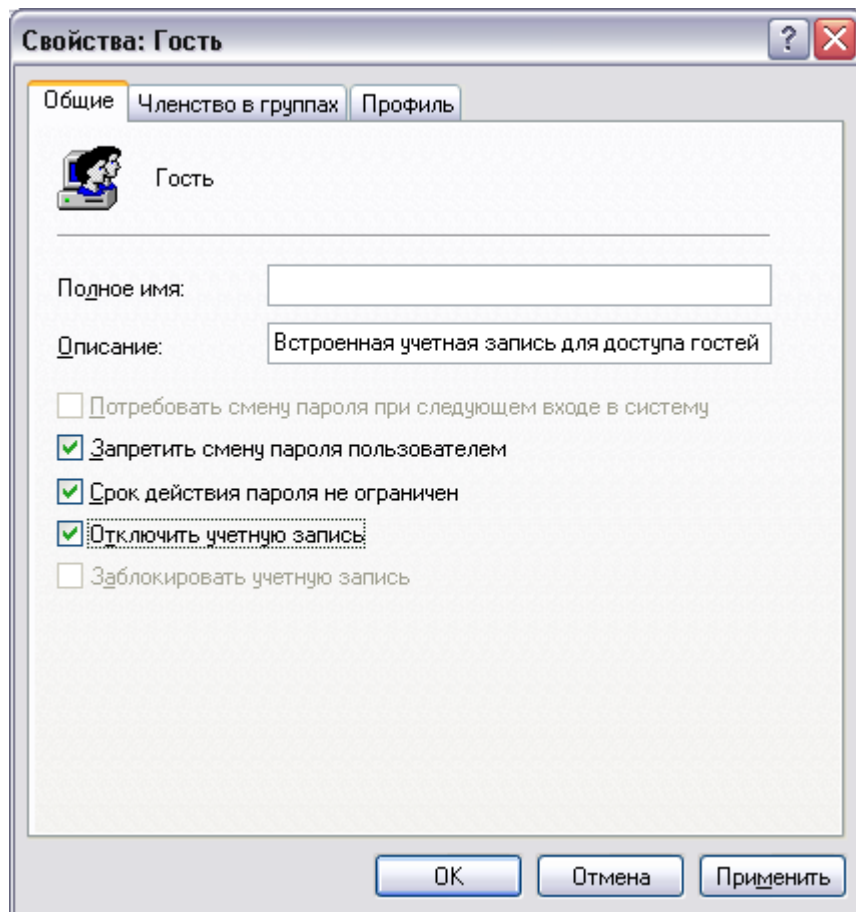 Свойства: Гость
?
Общие Членство в группах Профиль
Гость
Полное имя:
Описание: Встроенная учетная запись для доступа гостей
Потребовать смену пароля при следующем входе в систему
Запретить смену пароля пользователем
Срок действия пароля не ограничен
Отключить учетную запись
Заблокировать учетную запись
OK Отмена Применить